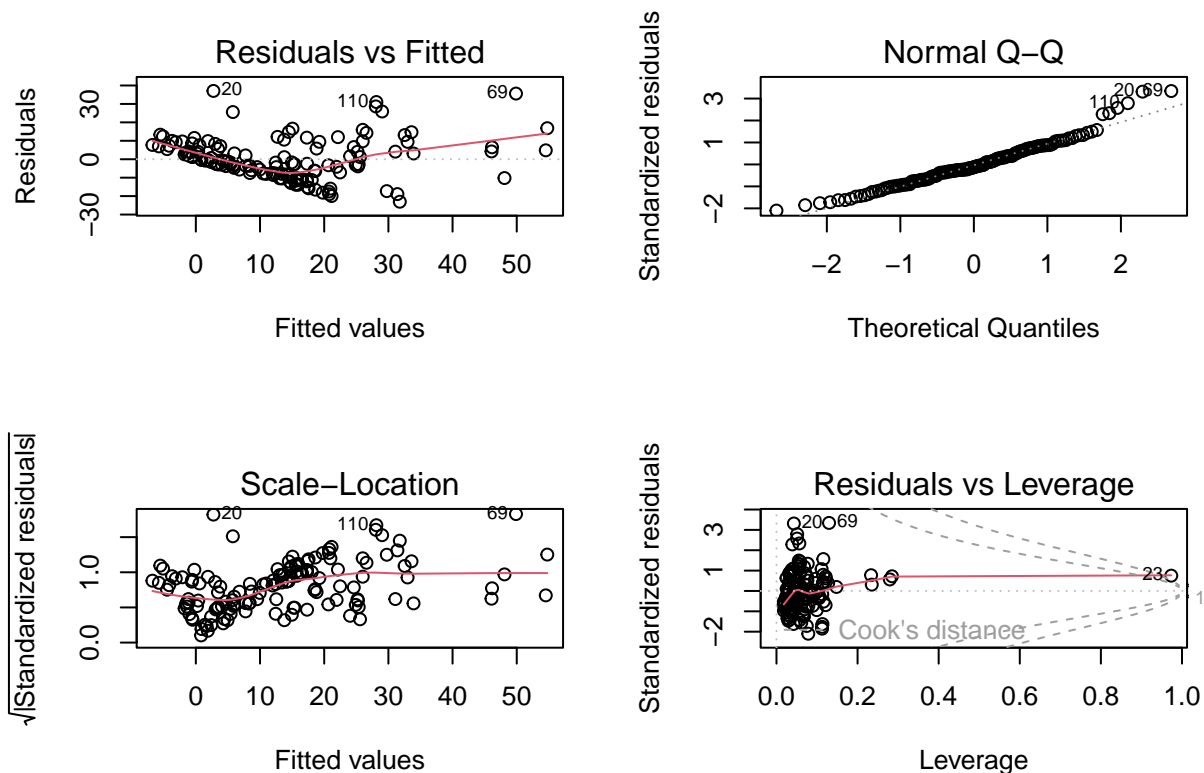 Residuals vs Fitted
Residuals
30
0
−30
20
110
69
0 10 20 30 40 50
Fitted values
Normal Q−Q
Standardized residuals
3
1
−2
110
20
69
−2 −1 0 1 2
Theoretical Quantiles
Scale−Location
√|Standardized residuals|
1.0
0.0
20
110
69
0 10 20 30 40 50
Fitted values
Residuals vs Leverage
Standardized residuals
3
1
−2
20
69
23
Cook's distance
1
0.0 0.2 0.4 0.6 0.8 1.0
Leverage